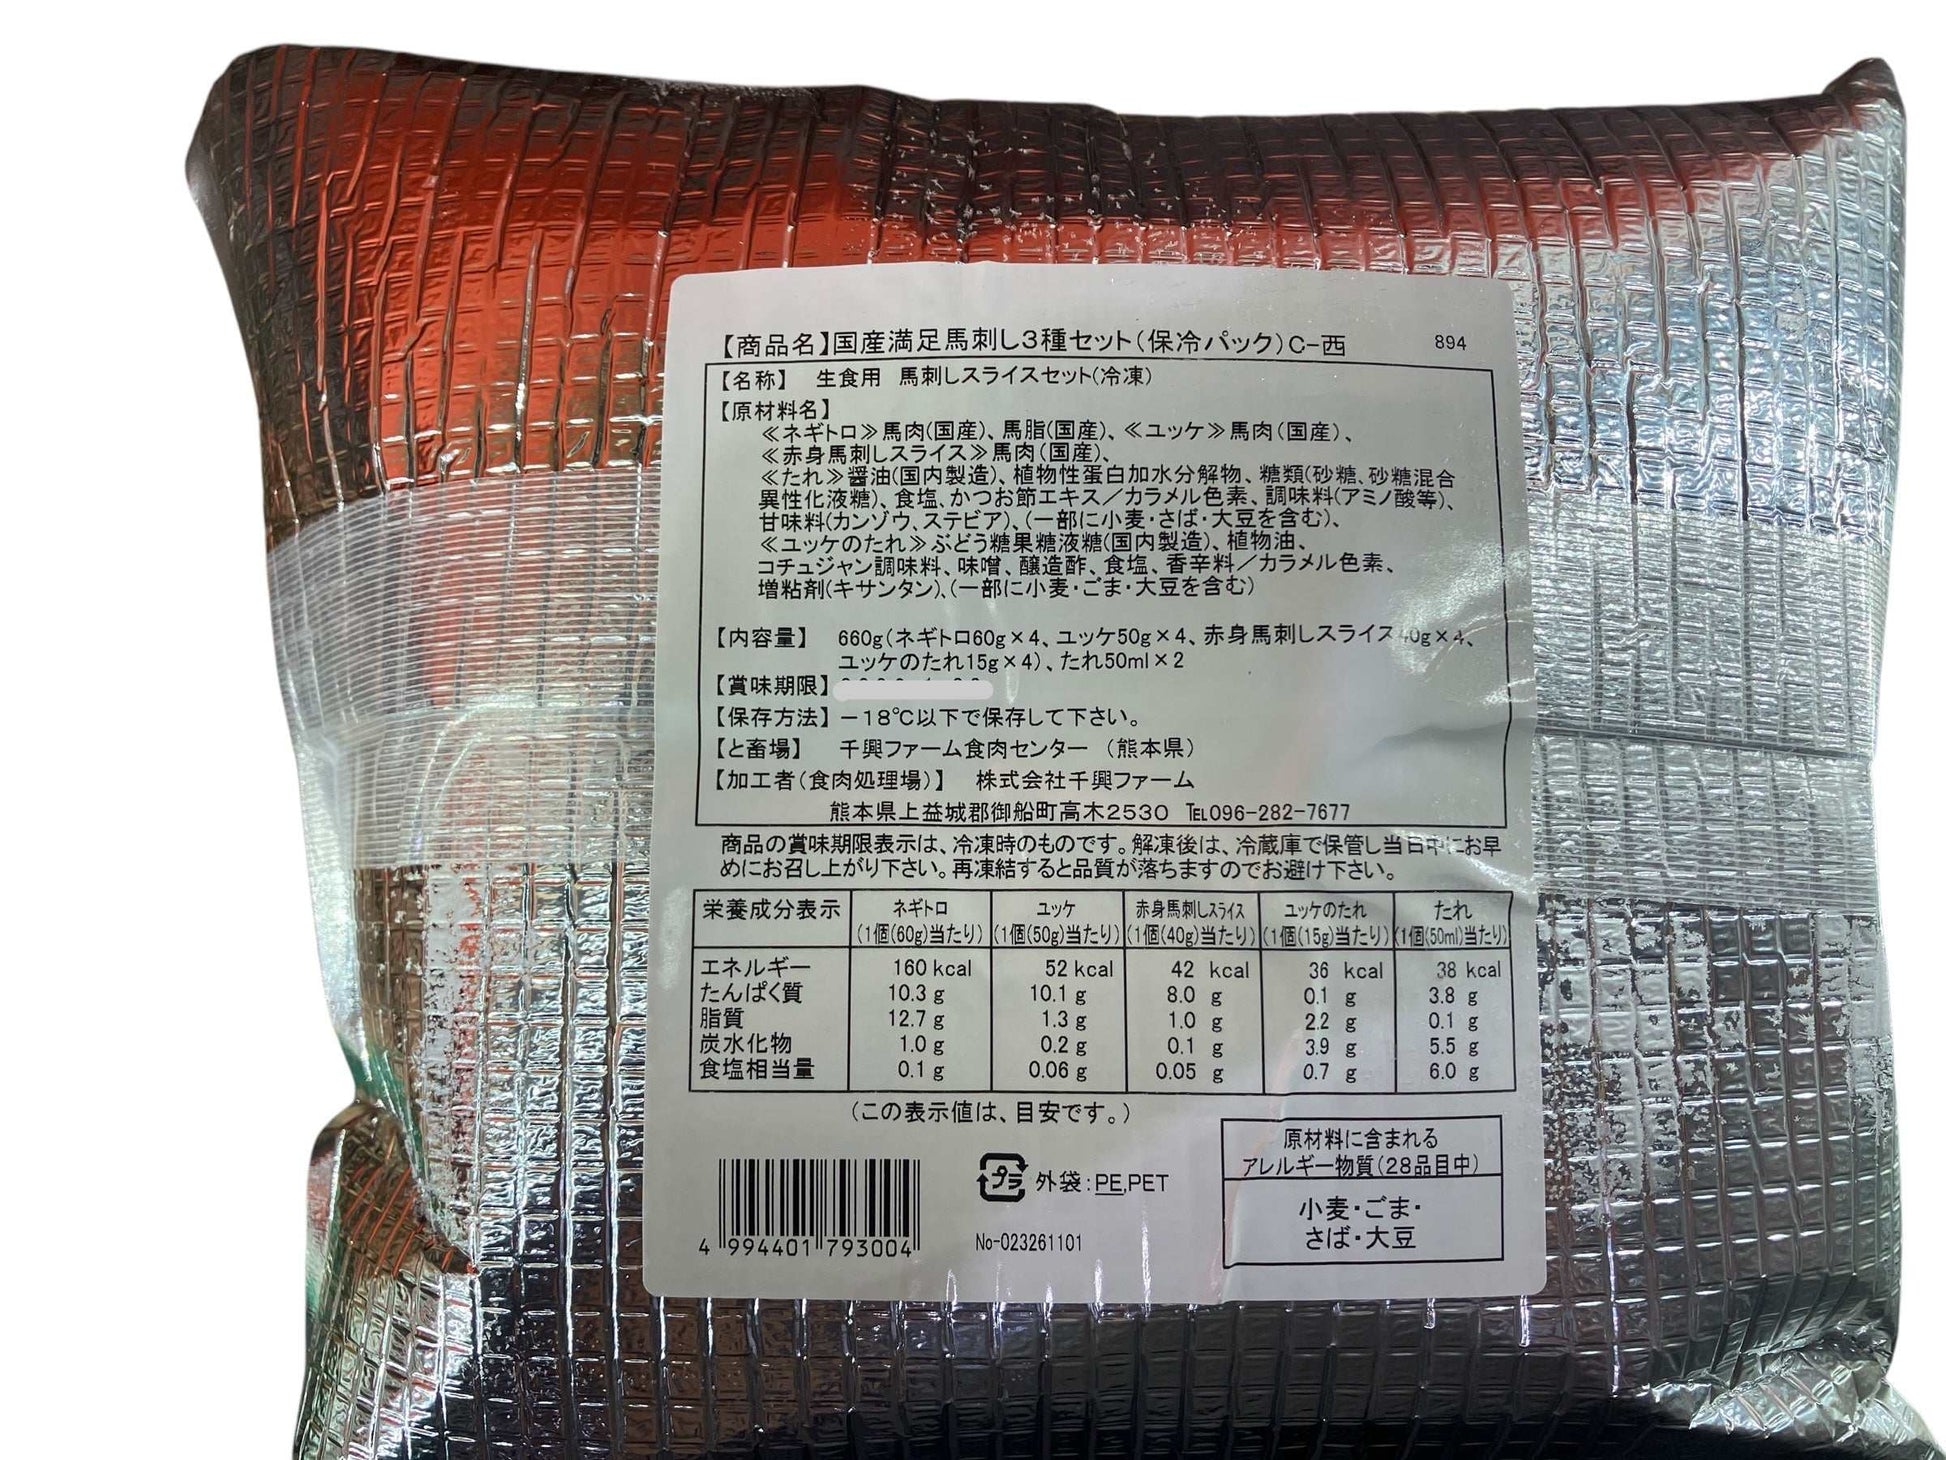 【商品名】国産満足馬刺し3種セット(保冷パック)C-西 894
【名称】 生食用 馬刺しスライスセット(冷凍)
【原材料名】
≪ネギトロ≫馬肉(国産)、馬脂(国産)、≪ユッケ≫馬肉(国産)、
≪赤身馬刺しスライス≫馬肉(国産)、
≪たれ≫醤油(国内製造)、植物性蛋白加水分解物、糖類(砂糖、砂糖混合
異性化液糖)、食塩、かつお節エキス/カラメル色素、調味料(アミノ酸等)、
甘味料(カンゾウ、ステビア)、(一部に小麦・さば・大豆を含む)、
≪ユッケのたれ≫ぶどう糖果糖液糖(国内製造)、植物油、
コチュジャン調味料、味噌、醸造酢、食塩、香辛料/カラメル色素、
増粘剤(キサンタン)、(一部に小麦・ごま・大豆を含む)
【内容量】 660g(ネギトロ60g×4、ユッケ50g×4、赤身馬刺しスライス40g×4、
ユッケのたれ15g×4)、たれ50ml×2
【賞味期限】
【保存方法】-18℃以下で保存して下さい。
【と畜場】 千興ファーム食肉センター (熊本県)
【加工者(食肉処理場)】 株式会社千興ファーム
熊本県上益城郡御船町高木2530 ℡096-282-7677
商品の賞味期限表示は、冷凍時のものです。解凍後は、冷蔵庫で保管し当日中にお早
めにお召し上がり下さい。再凍結すると品質が落ちますのでお避け下さい。
栄養成分表示 ネギトロ ユッケ 赤身馬刺しスライス ユッケのたれ たれ
(1個(60g)当たり) (1個(50g)当たり) (1個(40g)当たり) (1個(15g)当たり) (1個(50ml)当たり)
エネルギー 160 kcal 52 kcal 42 kcal 36 kcal 38 kcal
たんぱく質 10.3 g 10.1 g 8.0 g 0.1 g 3.8 g
脂質 12.7 g 1.3 g 1.0 g 2.2 g 0.1 g
炭水化物 1.0 g 0.2 g 0.1 g 3.9 g 5.5 g
食塩相当量 0.1 g 0.06 g 0.05 g 0.7 g 6.0 g
(この表示値は、目安です。)
プラ 外袋:PE,PET
4 994401 793004
No-023261101
原材料に含まれる
アレルギー物質(28品目中)
小麦・ごま・
さば・大豆